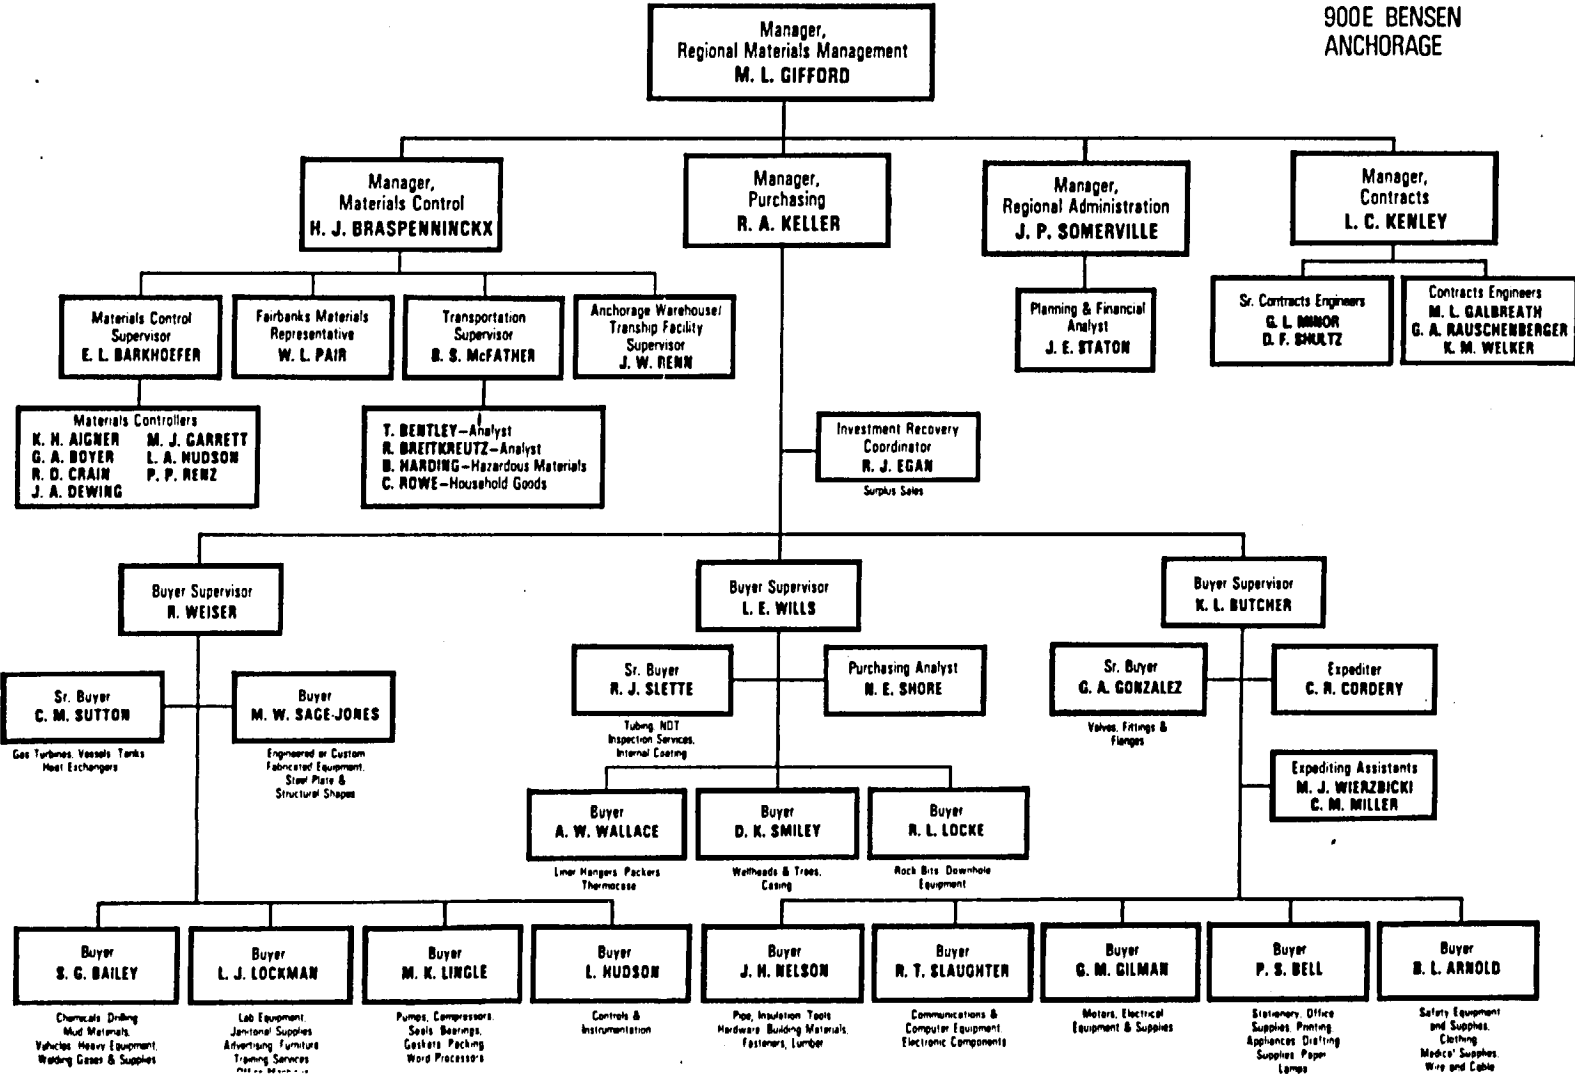 900E BENSEN
ANCHORAGE
Manager,
Regional Materials Management
M. L. GIFFORD
Manager,
Materials Control
H. J. BRASPENNINCKX
Manager,
Purchasing
R. A. KELLER
Manager,
Regional Administration
J. P. SOMERVILLE
Manager,
Contracts
L. C. KENLEY
Materials Control
Supervisor
E. L. BARKHOEFER
Fairbanks Materials
Representative
W. L. PAIR
Transportation
Supervisor
B. S. McFATHER
Anchorage Warehouse/
Tranship Facility
Supervisor
J. W. RENN
Planning & Financial
Analyst
J. E. STATON
Sr. Contracts Engineers
G. L. MINOR
D. F. SHULTZ
Contracts Engineers
M. L. GALBREATH
G. A. RAUSCHENBERGER
K. M. WELKER
Materials Controllers
K. H. AIGNER M. J. GARRETT
G. A. BOYER L. A. HUDSON
R. D. CRAIN P. P. RENZ
J. A. DEWING
T. BENTLEY–Analyst
R. BREITKREUTZ–Analyst
B. HARDING–Hazardous Materials
C. ROWE–Household Goods
Investment Recovery
Coordinator
R. J. EGAN
Surplus Sales
Buyer Supervisor
R. WEISER
Buyer Supervisor
L. E. WILLS
Buyer Supervisor
K. L. BUTCHER
Sr. Buyer
C. M. SUTTON
Gas Turbines, Vessels, Tanks
Heat Exchangers
Buyer
M. W. SAGE-JONES
Engineered or Custom
Fabricated Equipment,
Steel Plate &
Structural Shapes
Sr. Buyer
R. J. SLETTE
Tubing, NDT
Inspection Services,
Internal Coating
Purchasing Analyst
N. E. SHORE
Sr. Buyer
G. A. GONZALEZ
Valves, Fittings &
Flanges
Expediter
C. R. CORDERY
Expediting Assistants
M. J. WIERZBICKI
C. M. MILLER
Buyer
A. W. WALLACE
Liner Hangers, Packers
Thermocase
Buyer
D. K. SMILEY
Wellheads & Trees,
Casing
Buyer
R. L. LOCKE
Rock Bits, Downhole
Equipment
Buyer
S. G. BAILEY
Chemicals, Drilling
Mud Materials,
Vehicles, Heavy Equipment,
Welding Gases & Supplies
Buyer
L. J. LOCKMAN
Lab Equipment,
Janitorial Supplies
Advertising, Furniture
Training Services
Buyer
M. K. LINGLE
Pumps, Compressors,
Seals, Bearings,
Gaskets, Packing
Word Processors
Buyer
L. HUDSON
Controls &
Instrumentation
Buyer
J. H. NELSON
Pipe, Insulation, Tools
Hardware, Building Materials,
Fasteners, Lumber
Buyer
R. T. SLAUGHTER
Communications &
Computer Equipment,
Electronic Components
Buyer
G. M. GILMAN
Motors, Electrical
Equipment & Supplies
Buyer
P. S. BELL
Stationery, Office
Supplies, Printing,
Appliances, Drafting
Supplies, Paper
Lamps
Buyer
B. L. ARNOLD
Safety Equipment
and Supplies,
Clothing
Medical Supplies,
Wire and Cable